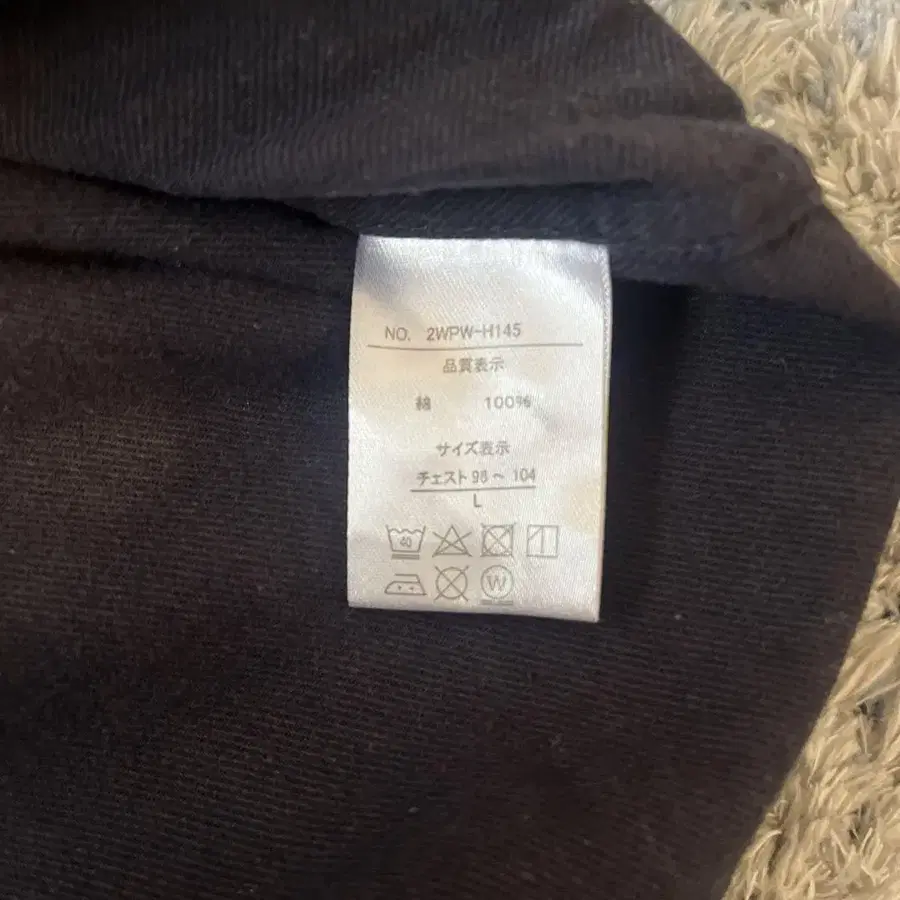 NO. 2WPW-H145
品質表示
綿 100%
サイズ表示
チェスト 96～104
L
40
W